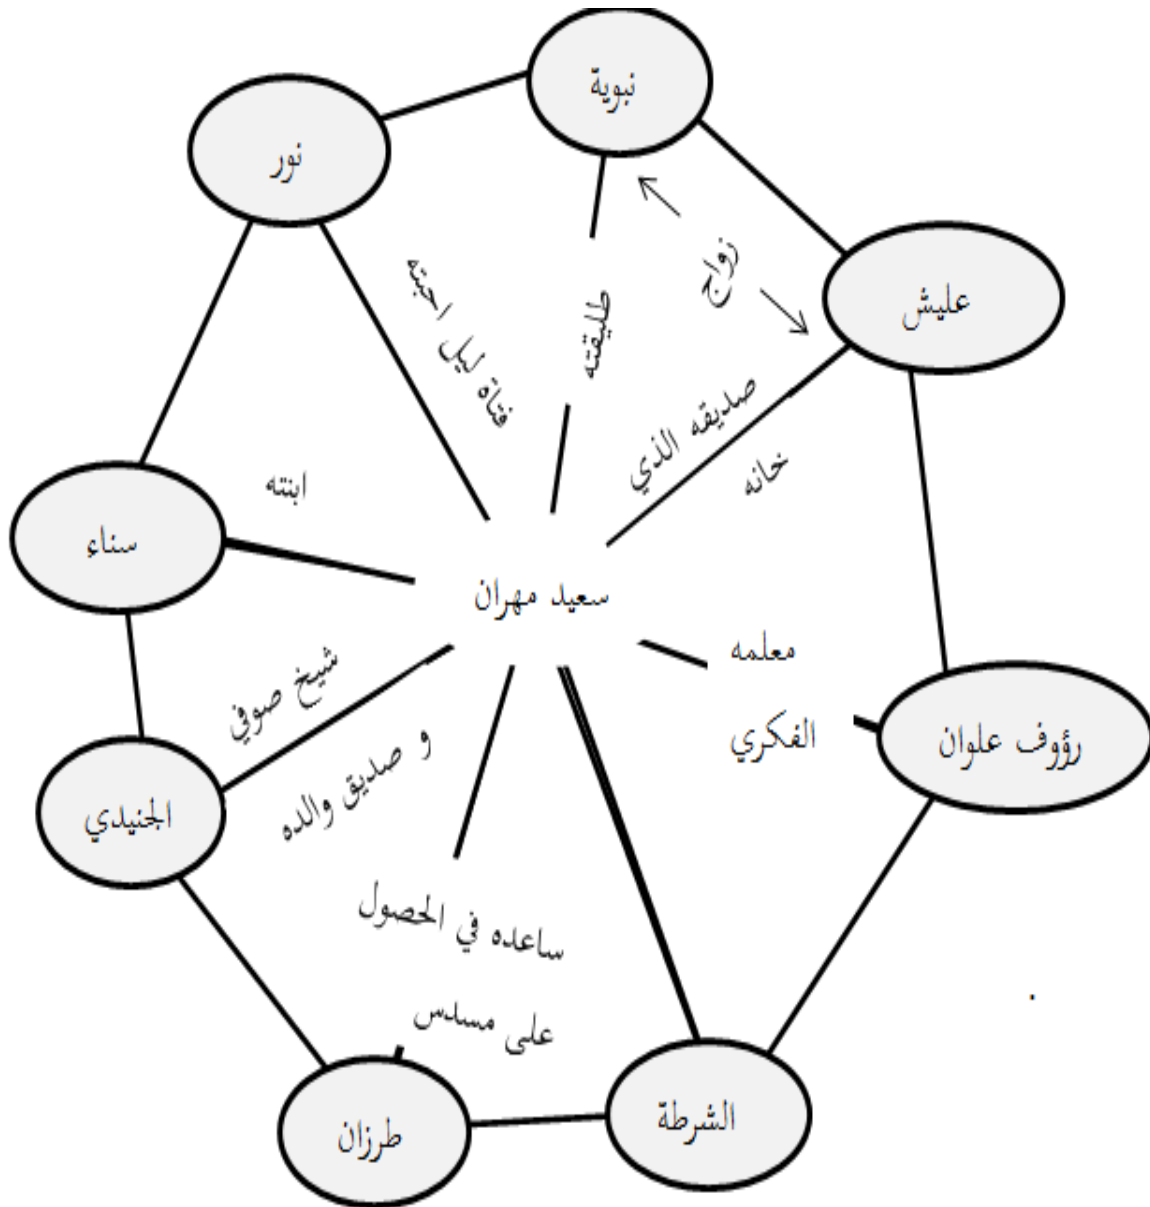 نبوية
نور
زواج
عليش
فتاة ليل احبته
طليقته
صديقه الذي
خانه
ابنته
سناء
سعيد مهران
معلمه
الفكري
رؤوف علوان
شيخ صوفي
و صديق والده
الجنيدي
ساعده في الحصول
على مسدس
الشرطة
طرزان